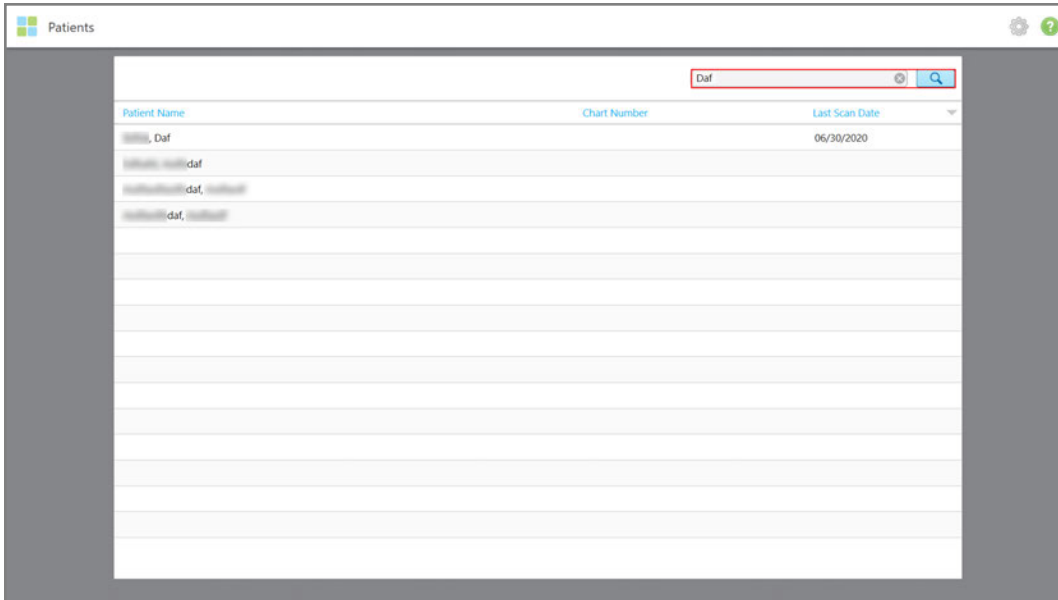 Patients
?
Daf
Patient Name Chart Number Last Scan Date
, Daf 06/30/2020
daf
daf,
daf,